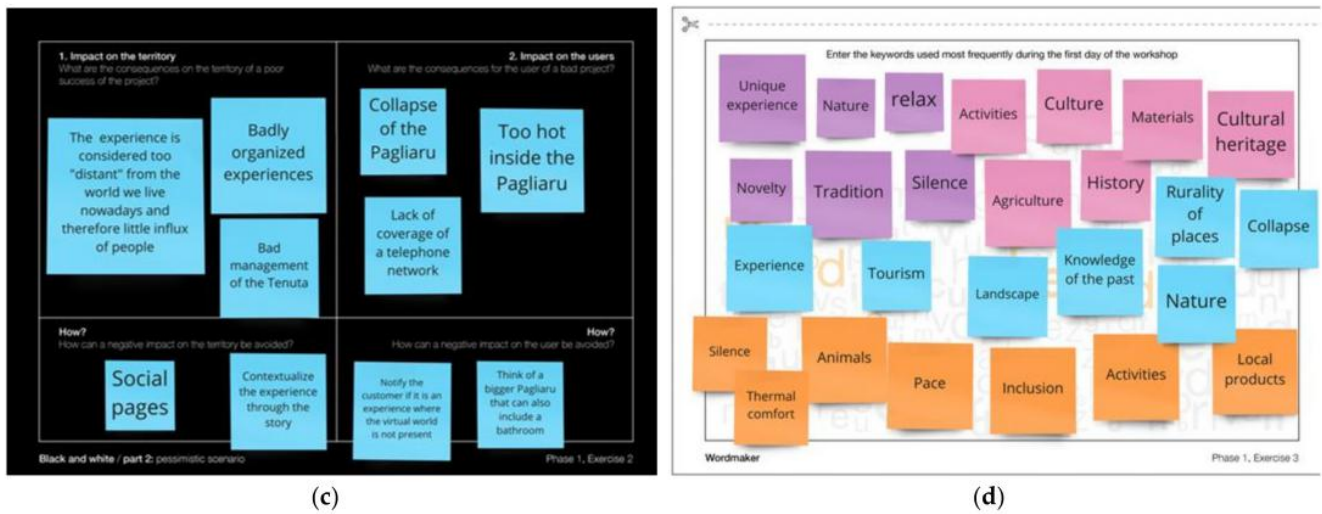 1. Impact on the territory
What are the consequences on the territory of a poor
success of the project?
The experience is
considered too
"distant" from the
world we live
nowadays and
therefore little influx
of people
Badly
organized
experiences
Bad
management
of the Tenuta
2. Impact on the users
What are the consequences for the user of a bad project?
Collapse
of the
Pagliaru
Too hot
inside the
Pagliaru
Lack of
coverage of
a telephone
network
How?
How can a negative impact on the territory be avoided?
Social
pages
Contextualize
the experience
through the
story
How?
How can a negative impact on the user be avoided?
Notify the
customer if it is an
experience where
the virtual world
is not present
Think of a
bigger Pagliaru
that can also
include a
bathroom
Black and white / part 2: pessimistic scenario
Phase 1, Exercise 2
(c)
Enter the keywords used most frequently during the first day of the workshop
Unique
experience
Nature
relax
Activities
Culture
Materials
Cultural
heritage
Novelty
Tradition
Silence
Agriculture
History
Rurality
of
places
Collapse
Experience
Tourism
Landscape
Knowledge
of the past
Nature
Silence
Thermal
comfort
Animals
Pace
Inclusion
Activities
Local
products
Wordmaker
Phase 1, Exercise 3
(d)